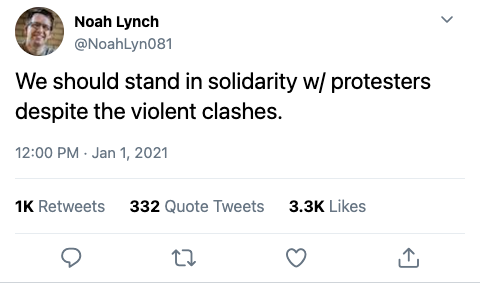 Noah Lynch
@NoahLyn081
We should stand in solidarity w/ protesters
despite the violent clashes.
12:00 PM · Jan 1, 2021
1K Retweets 332 Quote Tweets 3.3K Likes